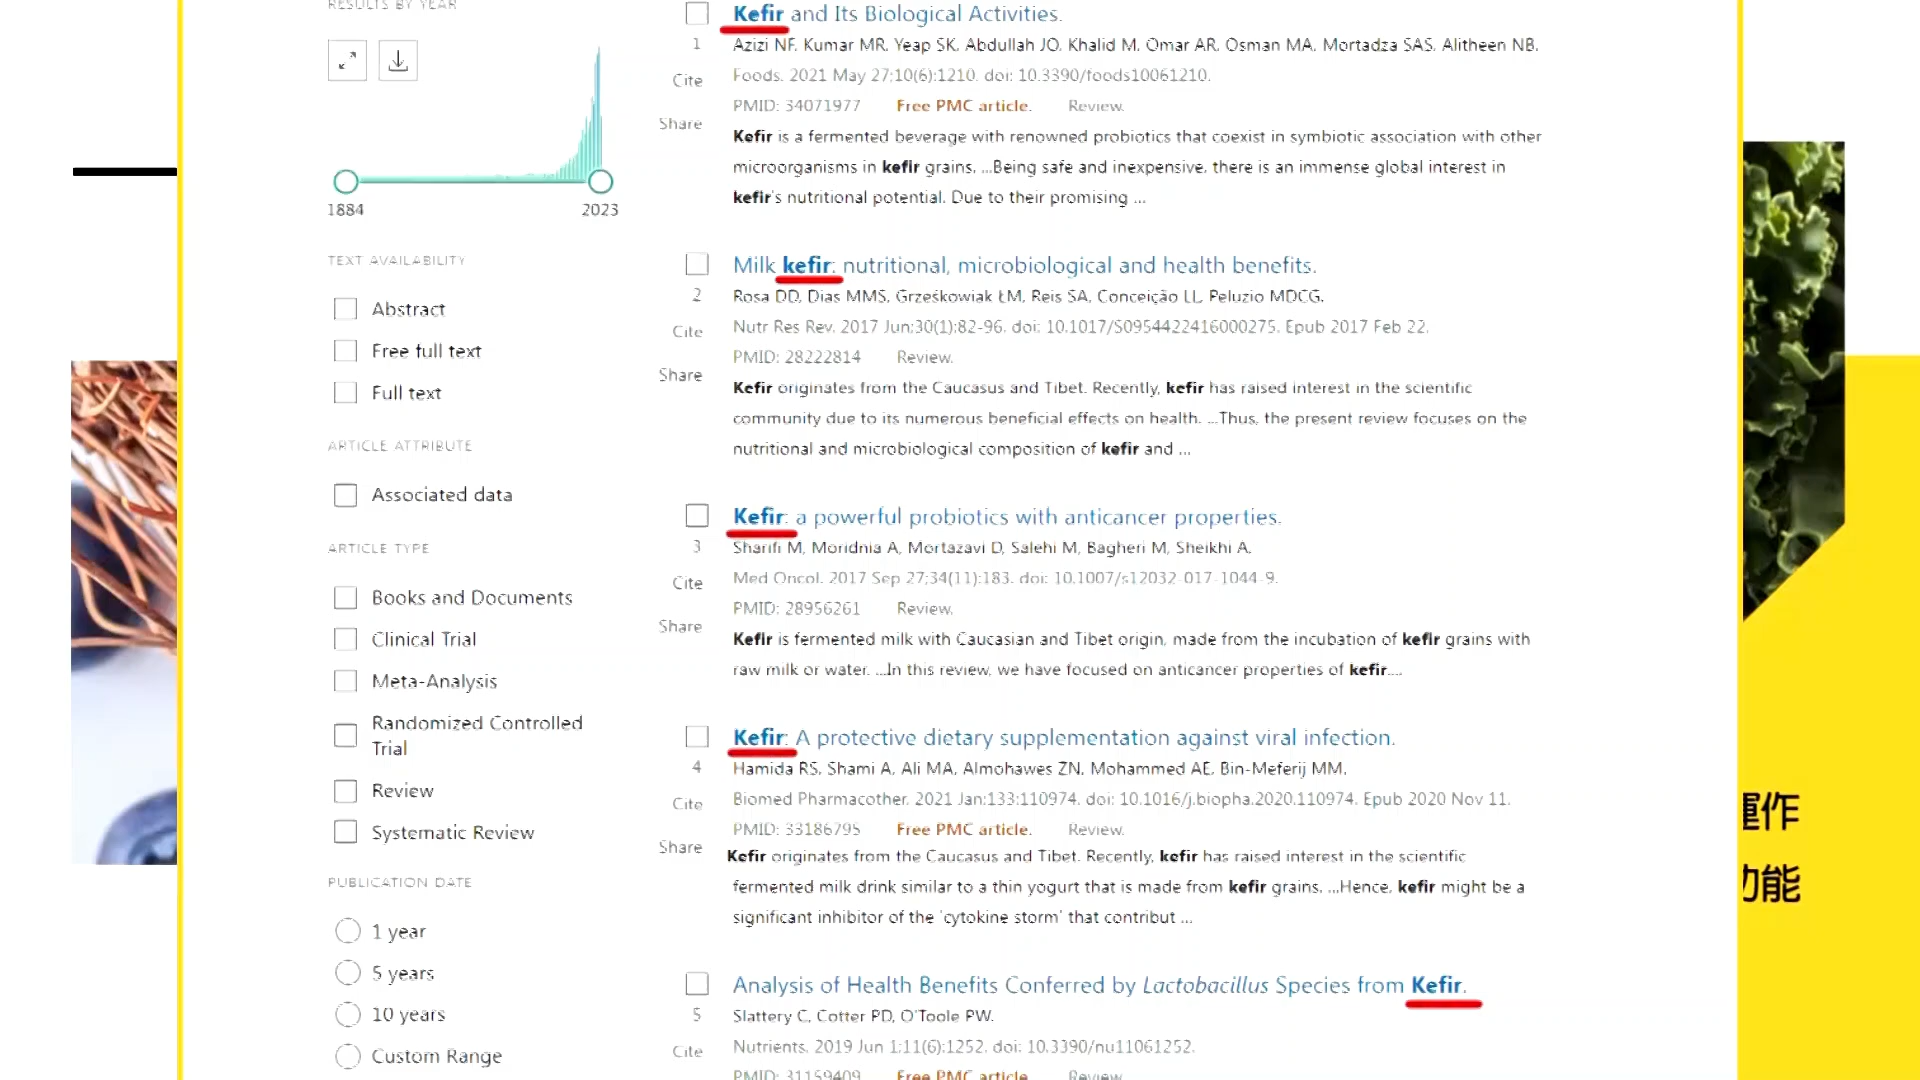 RESULTS BY YEAR
1884
2023
TEXT AVAILABILITY
Abstract
Free full text
Full text
ARTICLE ATTRIBUTE
Associated data
ARTICLE TYPE
Books and Documents
Clinical Trial
Meta-Analysis
Randomized Controlled
Trial
Review
Systematic Review
PUBLICATION DATE
1 year
5 years
10 years
Custom Range
Kefir and Its Biological Activities.
1
Azizi NF, Kumar MR, Yeap SK, Abdullah JO, Khalid M, Omar AR, Osman MA, Mortadza SAS, Alitheen NB.
Cite
Foods. 2021 May 27;10(6):1210. doi: 10.3390/foods10061210.
PMID: 34071977 Free PMC article. Review.
Share
Kefir is a fermented beverage with renowned probiotics that coexist in symbiotic association with other
microorganisms in kefir grains. ...Being safe and inexpensive, there is an immense global interest in
kefir's nutritional potential. Due to their promising ...
Milk kefir: nutritional, microbiological and health benefits.
2
Rosa DD, Dias MMS, Grześkowiak ŁM, Reis SA, Conceição LL, Peluzio MDCG.
Cite
Nutr Res Rev. 2017 Jun;30(1):82-96. doi: 10.1017/S0954422416000275. Epub 2017 Feb 22.
PMID: 28222814 Review.
Share
Kefir originates from the Caucasus and Tibet. Recently, kefir has raised interest in the scientific
community due to its numerous beneficial effects on health. ...Thus, the present review focuses on the
nutritional and microbiological composition of kefir and ...
Kefir: a powerful probiotics with anticancer properties.
3
Sharifi M, Moridnia A, Mortazavi D, Salehi M, Bagheri M, Sheikhi A.
Cite
Med Oncol. 2017 Sep 27;34(11):183. doi: 10.1007/s12032-017-1044-9.
PMID: 28956261 Review.
Share
Kefir is fermented milk with Caucasian and Tibet origin, made from the incubation of kefir grains with
raw milk or water. ...In this review, we have focused on anticancer properties of kefir....
Kefir: A protective dietary supplementation against viral infection.
4
Hamida RS, Shami A, Ali MA, Almohawes ZN, Mohammed AE, Bin-Meferij MM.
Cite
Biomed Pharmacother. 2021 Jan;133:110974. doi: 10.1016/j.biopha.2020.110974. Epub 2020 Nov 11.
PMID: 33186795 Free PMC article. Review.
Share
Kefir originates from the Caucasus and Tibet. Recently, kefir has raised interest in the scientific
fermented milk drink similar to a thin yogurt that is made from kefir grains. ...Hence, kefir might be a
significant inhibitor of the 'cytokine storm' that contribut ...
Analysis of Health Benefits Conferred by Lactobacillus Species from Kefir.
5
Slattery C, Cotter PD, O'Toole PW.
Cite
Nutrients. 2019 Jun 1;11(6):1252. doi: 10.3390/nu11061252.
PMID: 31159409 Free PMC article. Review.
運作
功能